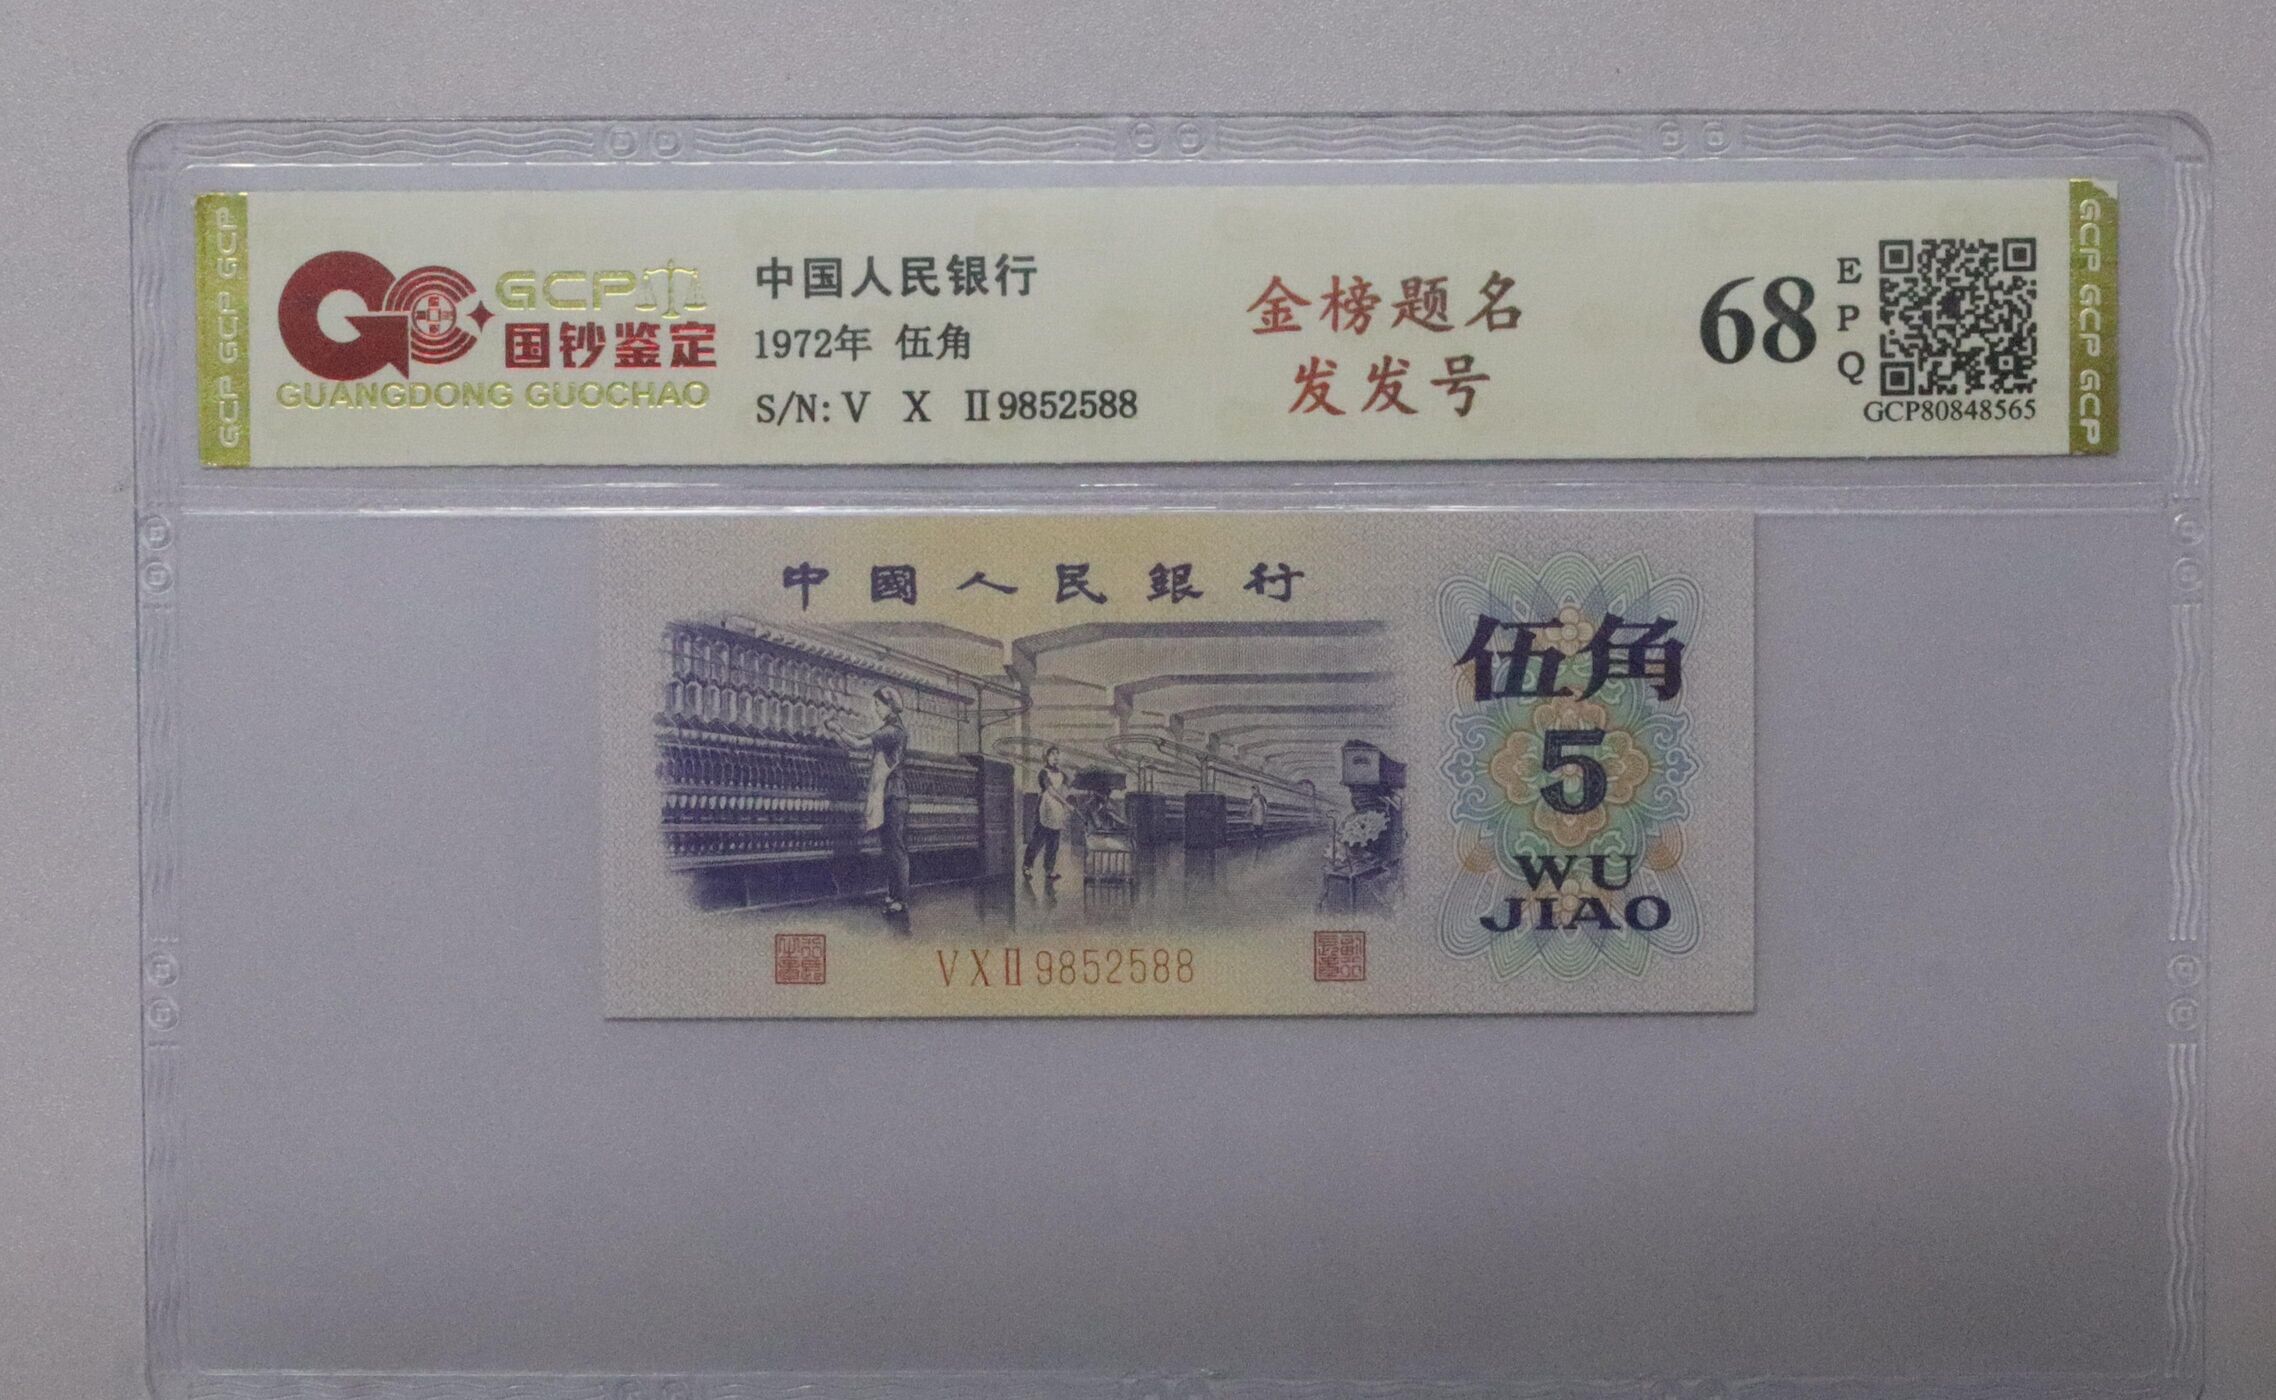 GCP
国钞鉴定
GUANGDONG GUOCHAO
中国人民银行
1972年 伍角
S/N: V X Ⅱ 9852588
金榜题名
发发号
68
E
P
Q
GCP80848565
GCP GCP GCP
GCP GCP GCP
中國人民銀行
伍角
5
WU
JIAO
V X Ⅱ 9852588